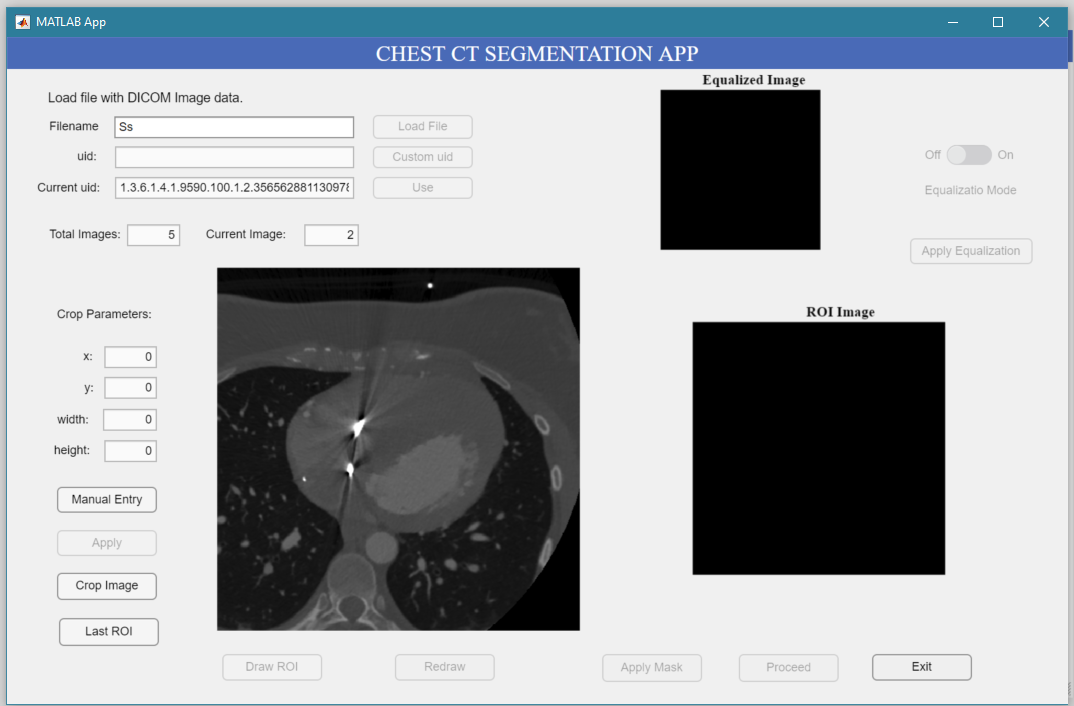 MATLAB App
CHEST CT SEGMENTATION APP
Load file with DICOM Image data.
Filename Ss Load File
uid: Custom uid
Current uid: 1.3.6.1.4.1.9590.100.1.2.356562881130978 Use
Total Images: 5 Current Image: 2
Equalized Image
Off On
Equalizatio Mode
Apply Equalization
Crop Parameters:
x: 0
y: 0
width: 0
height: 0
Manual Entry
Apply
Crop Image
Last ROI
ROI Image
Draw ROI Redraw Apply Mask Proceed Exit